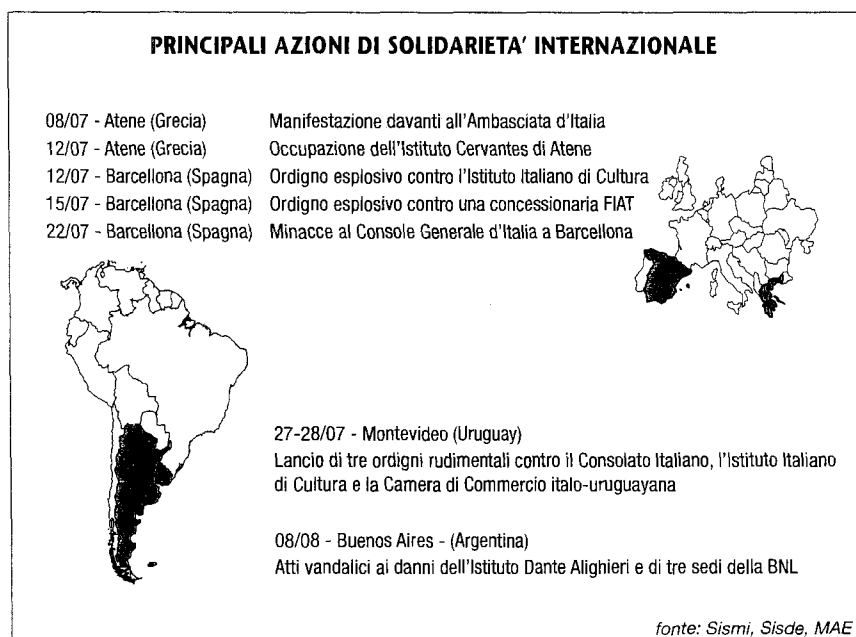 PRINCIPALI AZIONI DI SOLIDARIETA' INTERNAZIONALE
08/07 - Atene (Grecia) Manifestazione davanti all'Ambasciata d'Italia
12/07 - Atene (Grecia) Occupazione dell'Istituto Cervantes di Atene
12/07 - Barcellona (Spagna) Ordigno esplosivo contro l'Istituto Italiano di Cultura
15/07 - Barcellona (Spagna) Ordigno esplosivo contro una concessionaria FIAT
22/07 - Barcellona (Spagna) Minacce al Console Generale d'Italia a Barcellona
27-28/07 - Montevideo (Uruguay)
Lancio di tre ordigni rudimentali contro il Consolato Italiano, l'Istituto Italiano
di Cultura e la Camera di Commercio italo-uruguayana
08/08 - Buenos Aires - (Argentina)
Atti vandalici ai danni dell'Istituto Dante Alighieri e di tre sedi della BNL
fonte: Sismi, Sisde, MAE